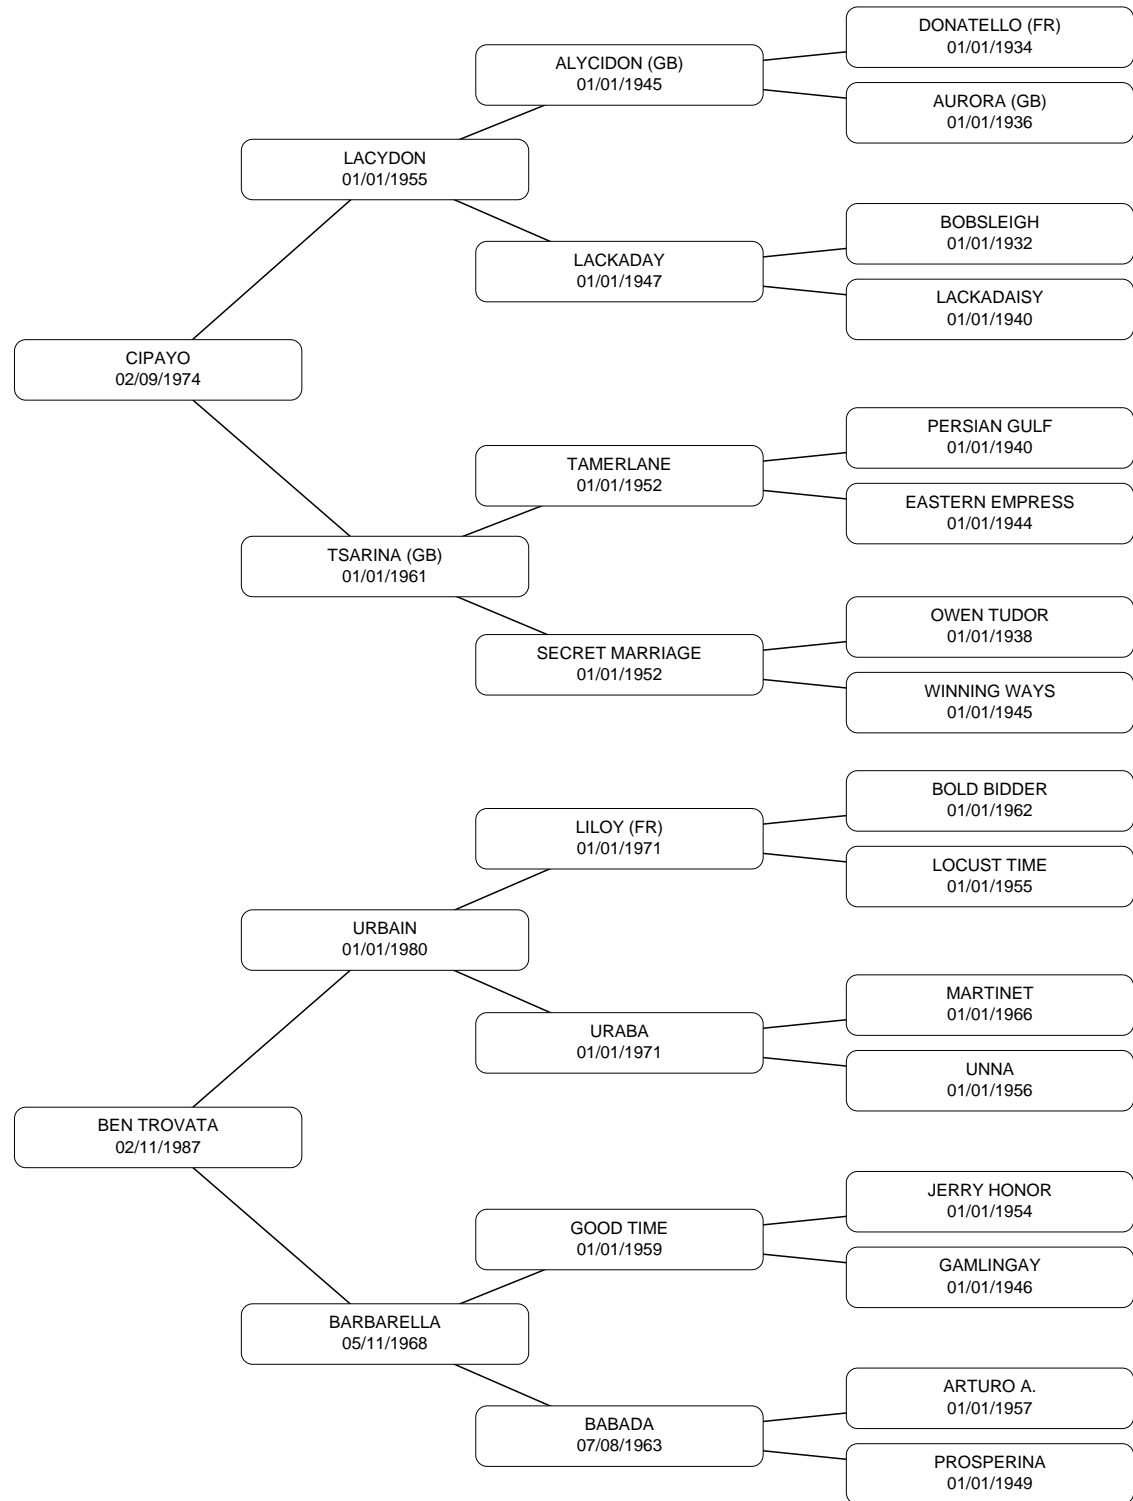 DONATELLO (FR)
01/01/1934
ALYCIDON (GB)
01/01/1945
AURORA (GB)
01/01/1936
LACYDON
01/01/1955
BOBSLEIGH
01/01/1932
LACKADAY
01/01/1947
LACKADAISY
01/01/1940
CIPAYO
02/09/1974
PERSIAN GULF
01/01/1940
TAMERLANE
01/01/1952
EASTERN EMPRESS
01/01/1944
TSARINA (GB)
01/01/1961
OWEN TUDOR
01/01/1938
SECRET MARRIAGE
01/01/1952
WINNING WAYS
01/01/1945
BOLD BIDDER
01/01/1962
LILOY (FR)
01/01/1971
LOCUST TIME
01/01/1955
URBAIN
01/01/1980
MARTINET
01/01/1966
URABA
01/01/1971
UNNA
01/01/1956
BEN TROVATA
02/11/1987
JERRY HONOR
01/01/1954
GOOD TIME
01/01/1959
GAMLINGAY
01/01/1946
BARBARELLA
05/11/1968
ARTURO A.
01/01/1957
BABADA
07/08/1963
PROSPERINA
01/01/1949